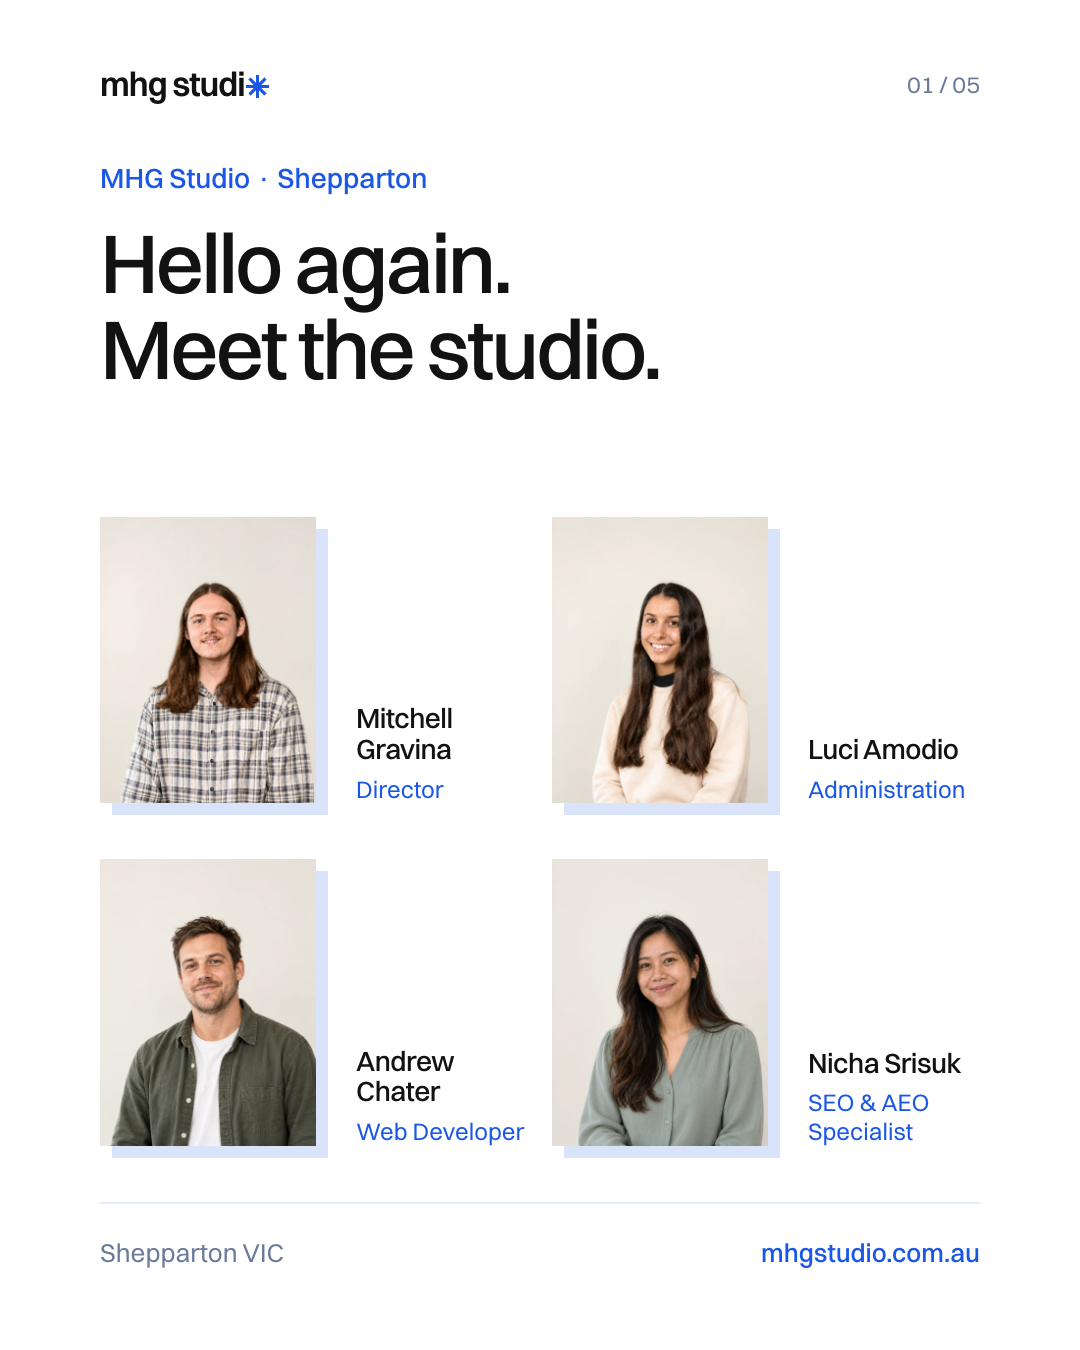 mhg studi*
01 / 05
MHG Studio · Shepparton
Hello again.
Meet the studio.
Mitchell
Gravina
Director
Luci Amodio
Administration
Andrew
Chater
Web Developer
Nicha Srisuk
SEO & AEO
Specialist
Shepparton VIC
mhgstudio.com.au